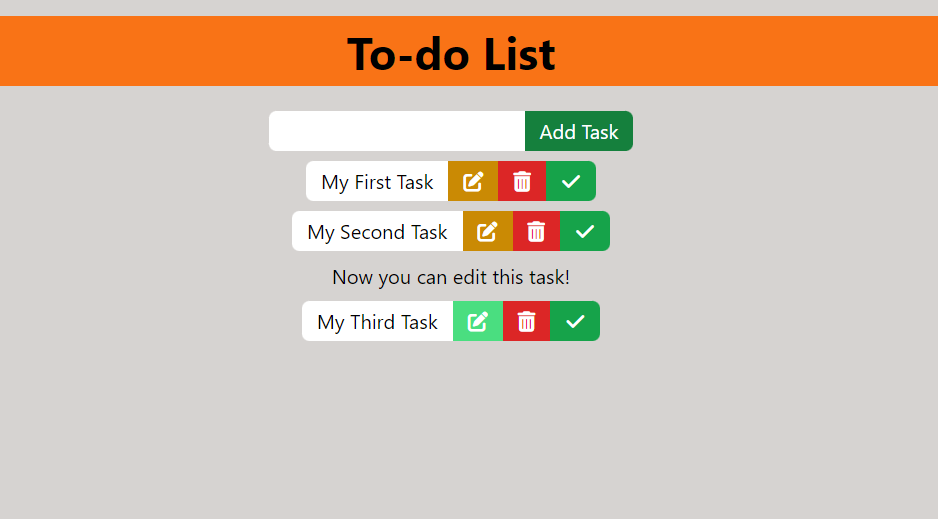 To-do List
Add Task
My First Task
My Second Task
Now you can edit this task!
My Third Task